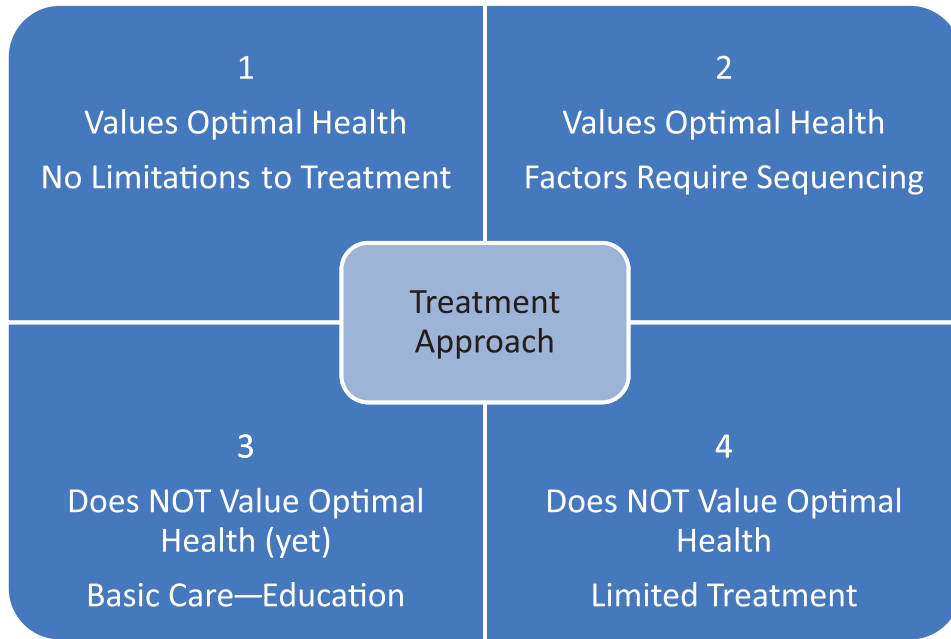 1
Values Optimal Health
No Limitations to Treatment
2
Values Optimal Health
Factors Require Sequencing
Treatment
Approach
3
Does NOT Value Optimal
Health (yet)
Basic Care—Education
4
Does NOT Value Optimal
Health
Limited Treatment